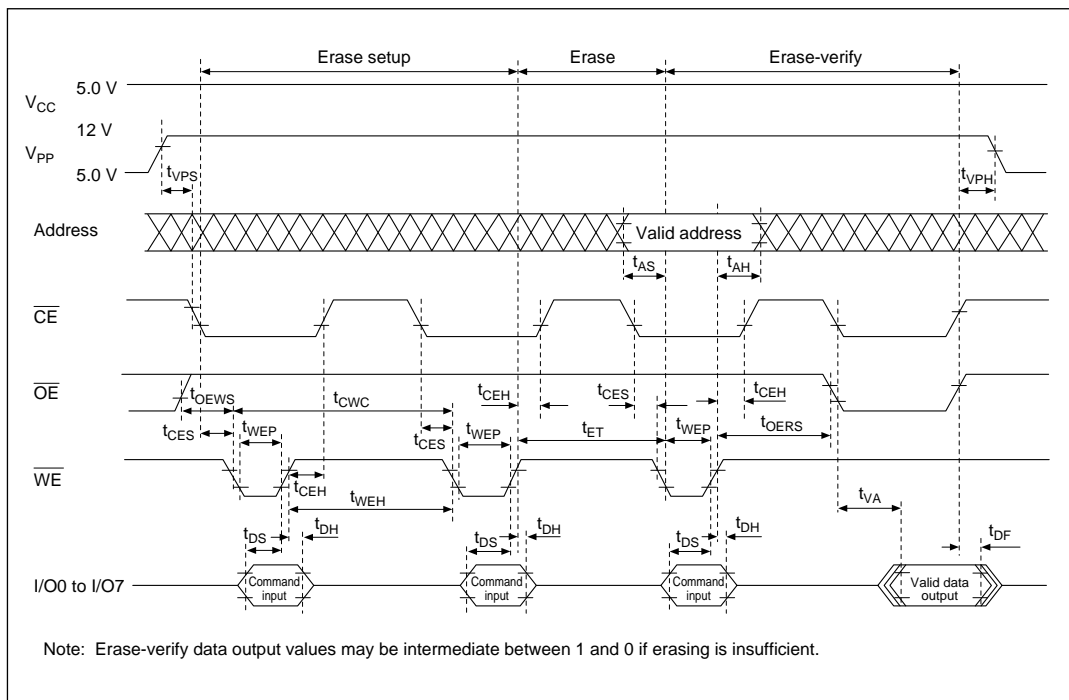 Erase setup Erase Erase-verify
5.0 V
VCC
12 V
VPP
5.0 V
tVPS tVPH
Address Valid address
tAS tAH
CE
OE
tOEWS tCWC tCEH tCES tCEH
tCES tWEP tCES tWEP tET tWEP tOERS
WE
tCEH tWEH tVA
tDS tDH tDS tDH tDS tDH tDF
I/O0 to I/O7 Command input Command input Command input Valid data output
Note: Erase-verify data output values may be intermediate between 1 and 0 if erasing is insufficient.